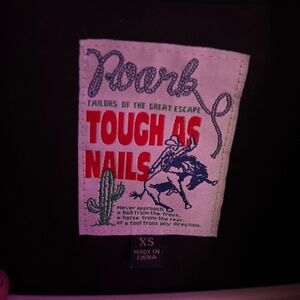 Roark
TAILORS OF THE GREAT ESCAPE
TOUGH AS
NAILS
Never approach
a bull from the front,
a horse from the rear,
or a fool from any direction.
XS
MADE IN
CHINA